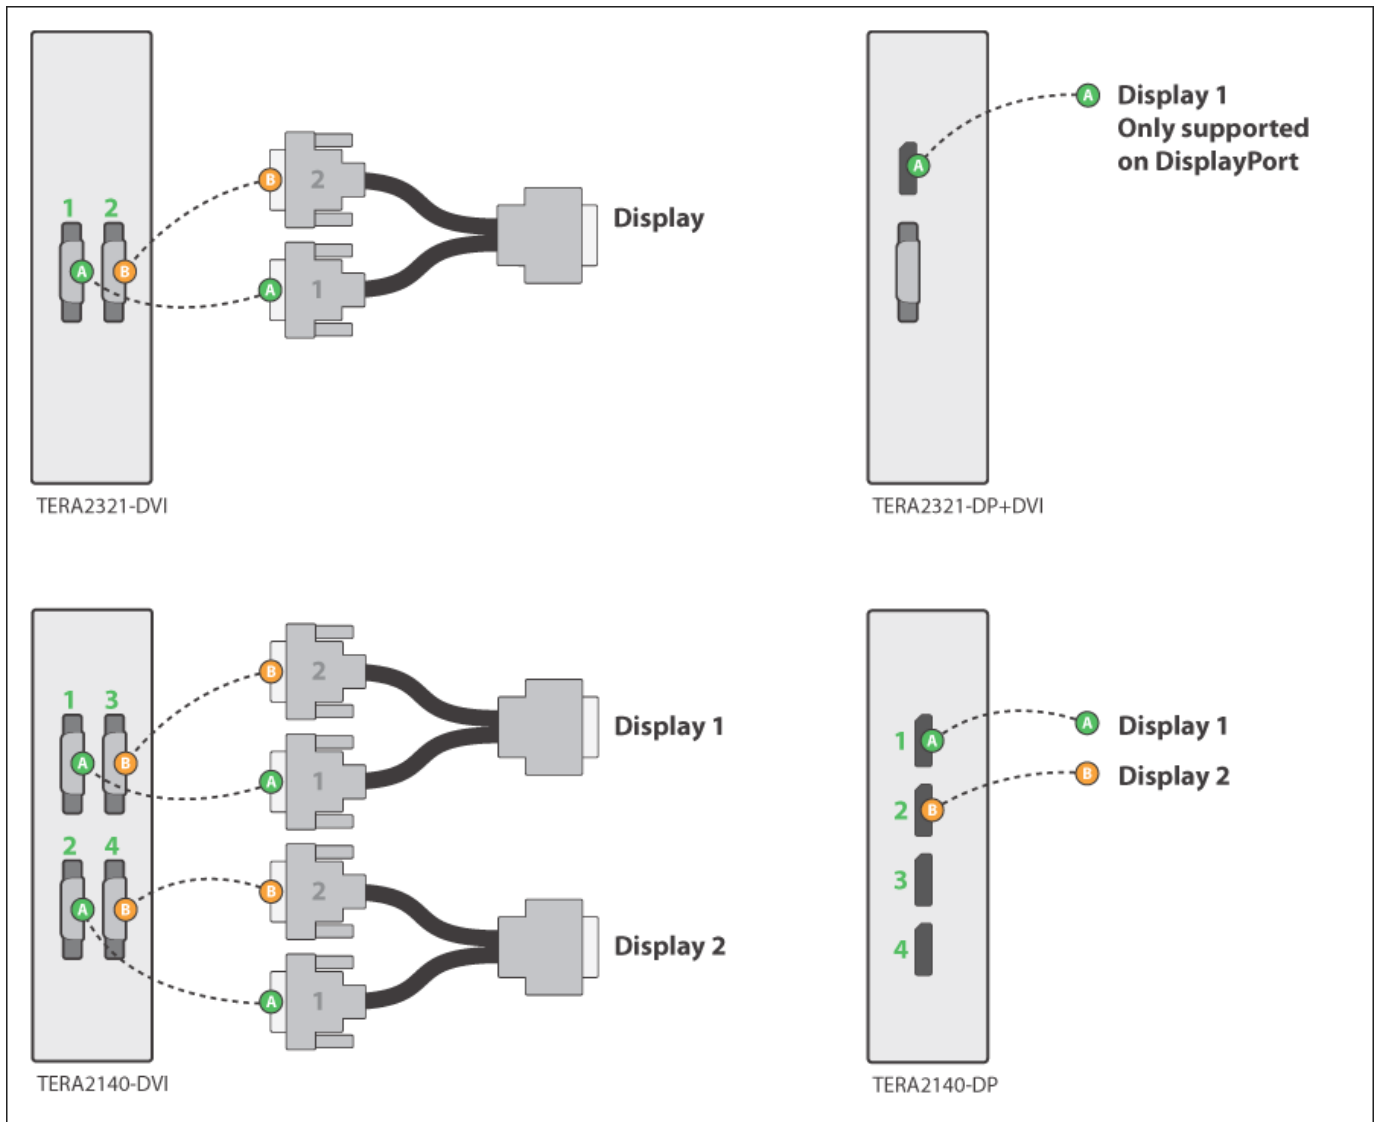 1 2
A B
B 2
A 1
Display
TERA2321-DVI
A Display 1
Only supported
on DisplayPort
A
TERA2321-DP+DVI
1 3
A B
2 4
A B
B 2
A 1
Display 1
B 2
A 1
Display 2
TERA2140-DVI
1 A
2 B
3
4
A Display 1
B Display 2
TERA2140-DP